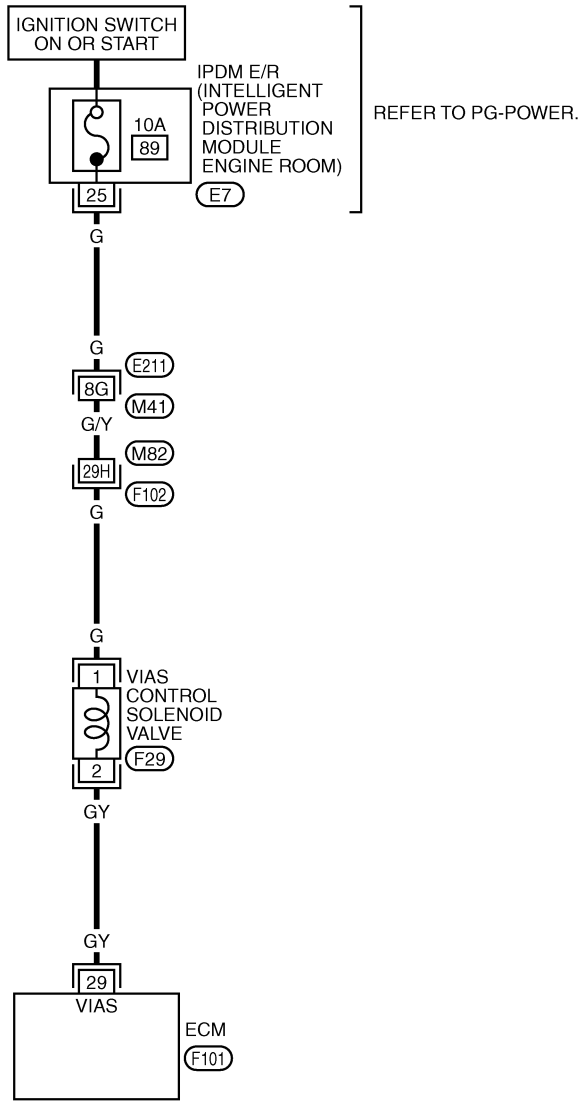 IGNITION SWITCH
ON OR START
IPDM E/R
(INTELLIGENT
POWER
DISTRIBUTION
MODULE
ENGINE ROOM)
REFER TO PG-POWER.
10A
89
25
E7
G
G
E211
8G
M41
G/Y
M82
29H
F102
G
G
1
VIAS
CONTROL
SOLENOID
VALVE
F29
2
GY
GY
29
VIAS
ECM
F101